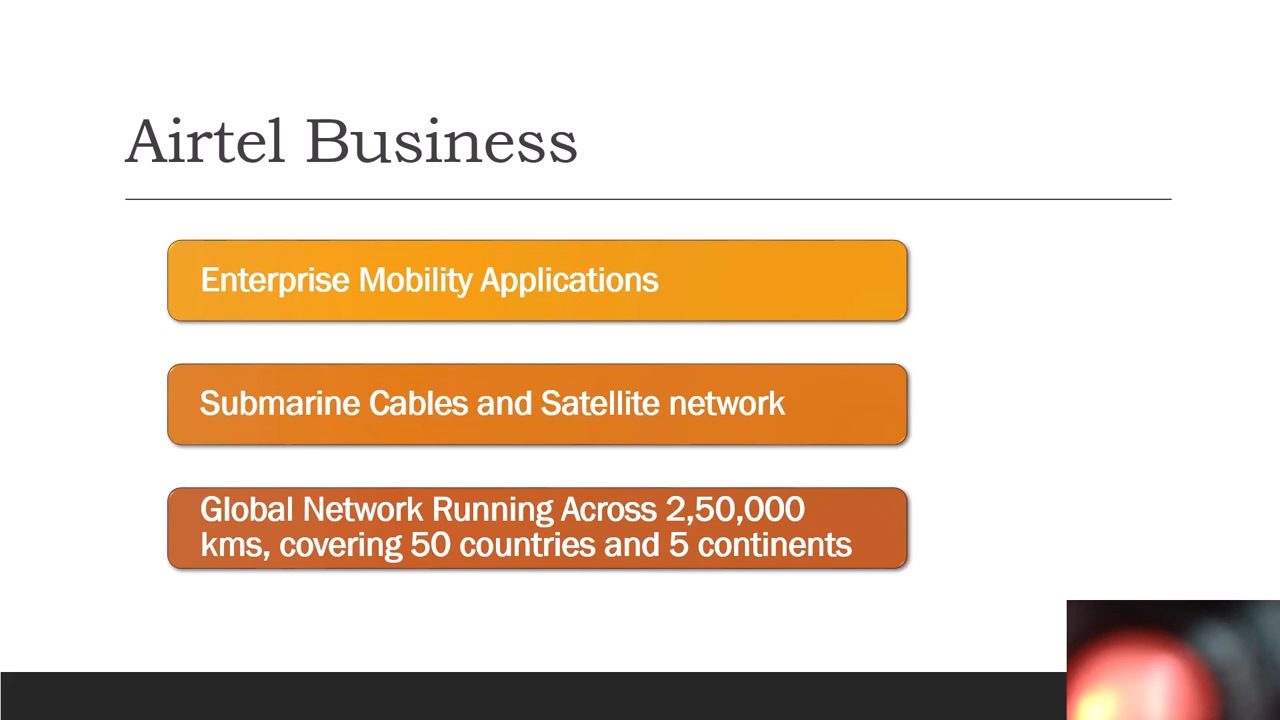 Airtel Business
Enterprise Mobility Applications
Submarine Cables and Satellite network
Global Network Running Across 2,50,000
kms, covering 50 countries and 5 continents